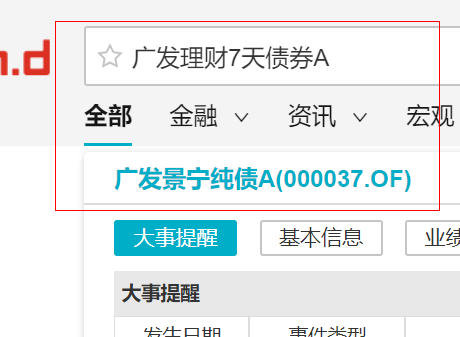 n.d
广发理财7天债券A
全部 金融 资讯 宏观
广发景宁纯债A(000037.OF)
大事提醒 基本信息 业绩
大事提醒
发生日期 事件类型